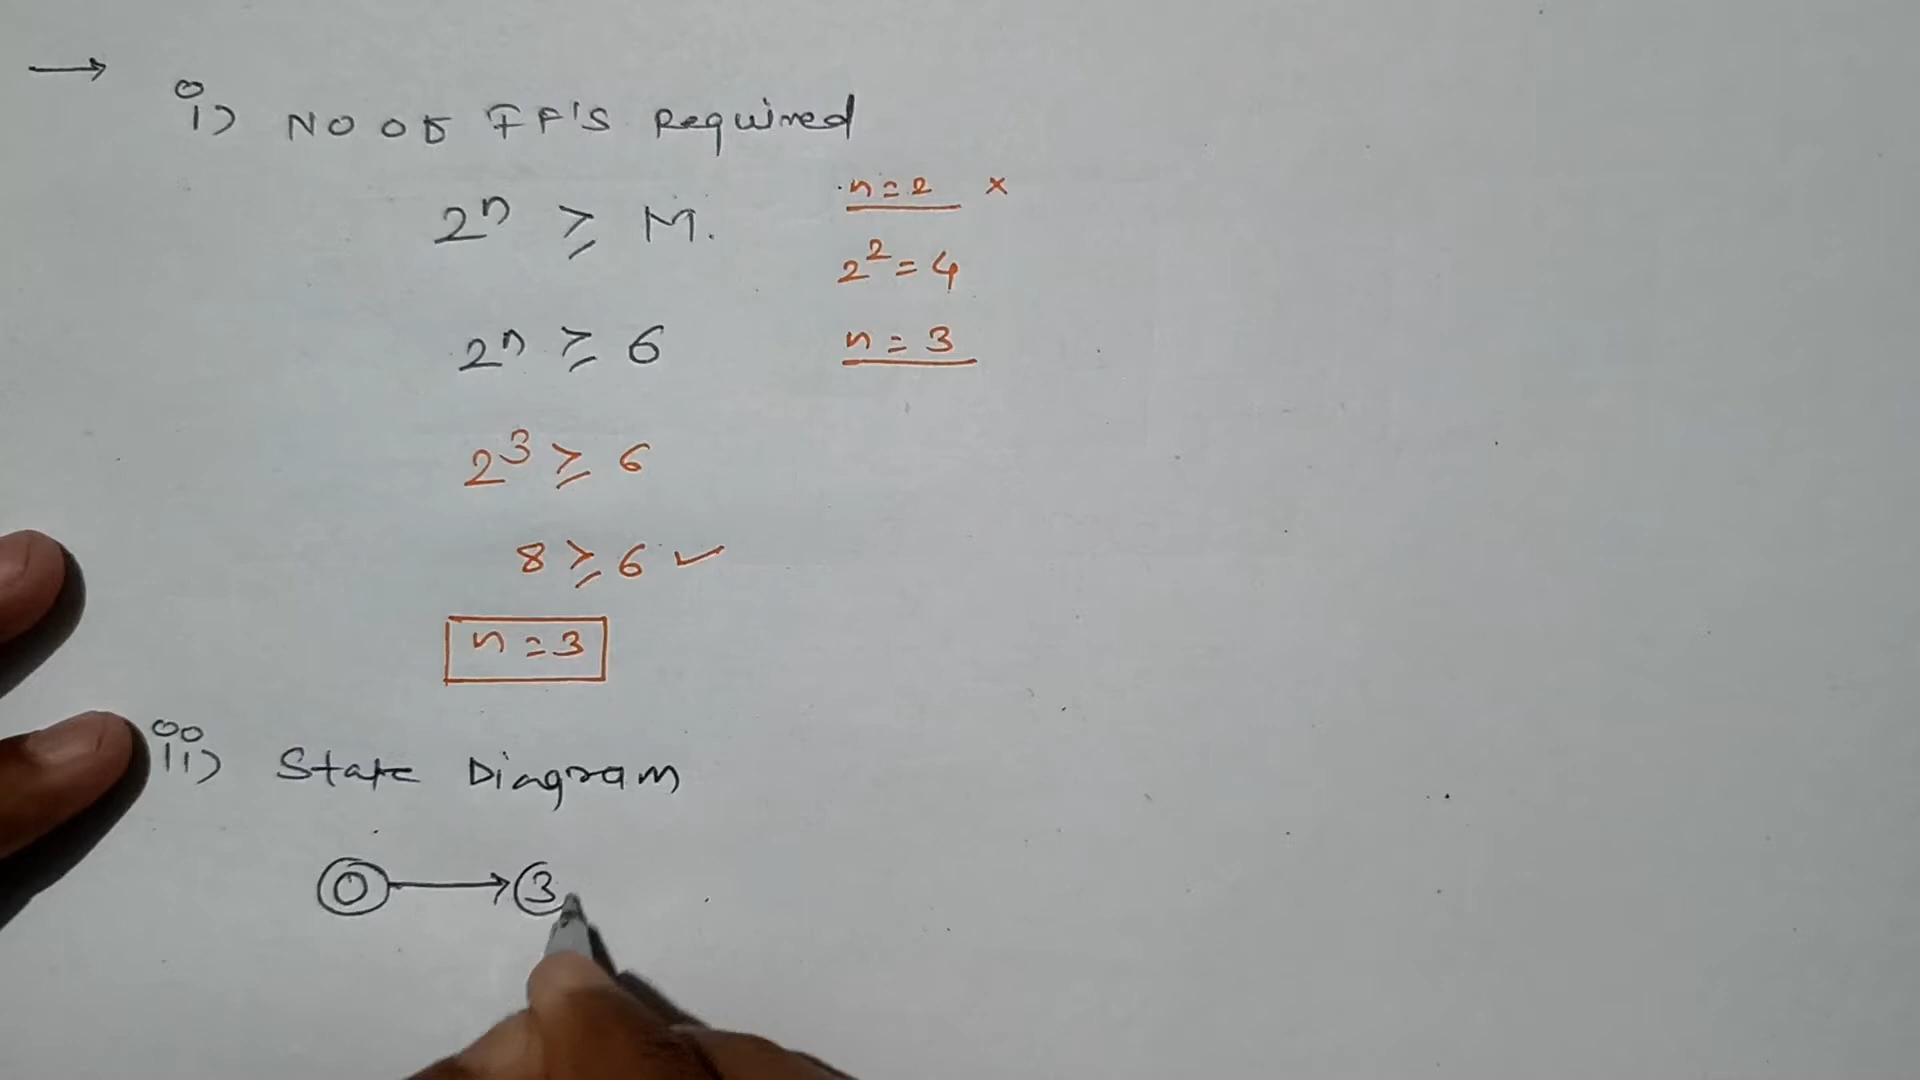 →
i) NO OF FF'S Required
2ⁿ ≥ M.
2ⁿ ≥ 6
2³ ≥ 6
8 ≥ 6 ✓
n = 3
n = 2 ×
2² = 4
n = 3
ii) State Diagram
0 → 3